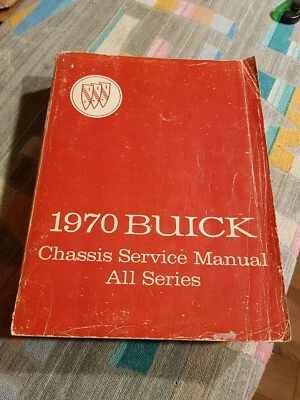 1970 BUICK
Chassis Service Manual
All Series